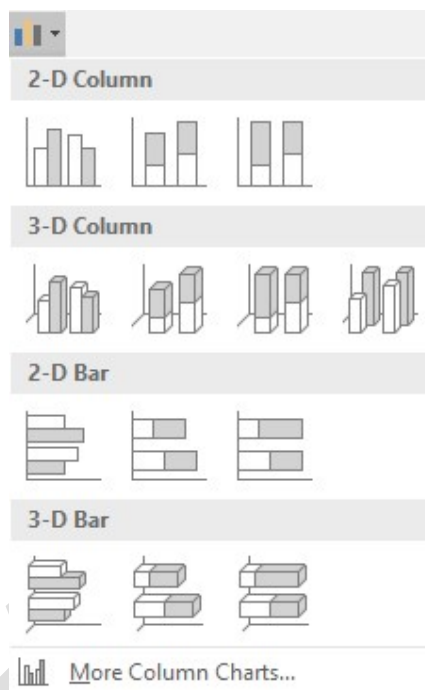 2-D Column
3-D Column
2-D Bar
3-D Bar
More Column Charts...